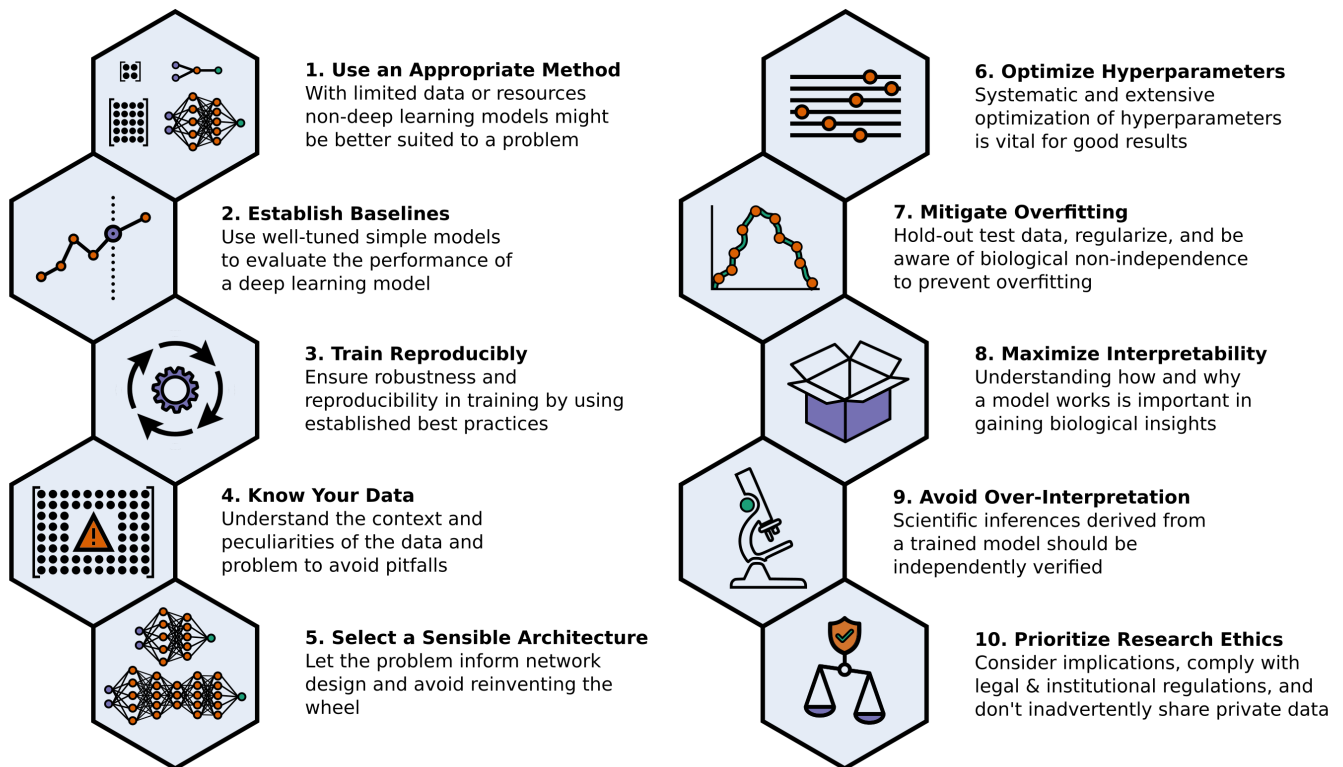 1. Use an Appropriate Method
With limited data or resources
non-deep learning models might
be better suited to a problem
2. Establish Baselines
Use well-tuned simple models
to evaluate the performance of
a deep learning model
3. Train Reproducibly
Ensure robustness and
reproducibility in training by using
established best practices
4. Know Your Data
Understand the context and
peculiarities of the data and
problem to avoid pitfalls
!
5. Select a Sensible Architecture
Let the problem inform network
design and avoid reinventing the
wheel
6. Optimize Hyperparameters
Systematic and extensive
optimization of hyperparameters
is vital for good results
7. Mitigate Overfitting
Hold-out test data, regularize, and be
aware of biological non-independence
to prevent overfitting
8. Maximize Interpretability
Understanding how and why
a model works is important in
gaining biological insights
9. Avoid Over-Interpretation
Scientific inferences derived from
a trained model should be
independently verified
10. Prioritize Research Ethics
Consider implications, comply with
legal & institutional regulations, and
don't inadvertently share private data